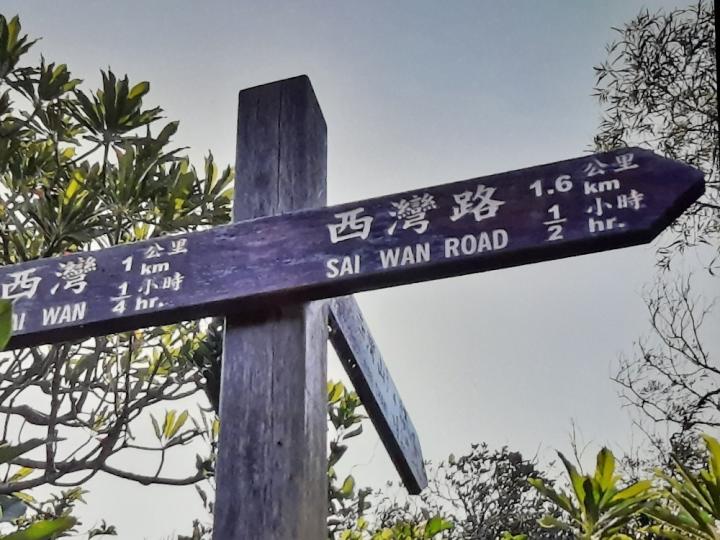 西灣路
SAI WAN ROAD
1.6 公里
km
1/2 小時
hr.
西灣
WAN
1 公里
km
1/4 小時
hr.